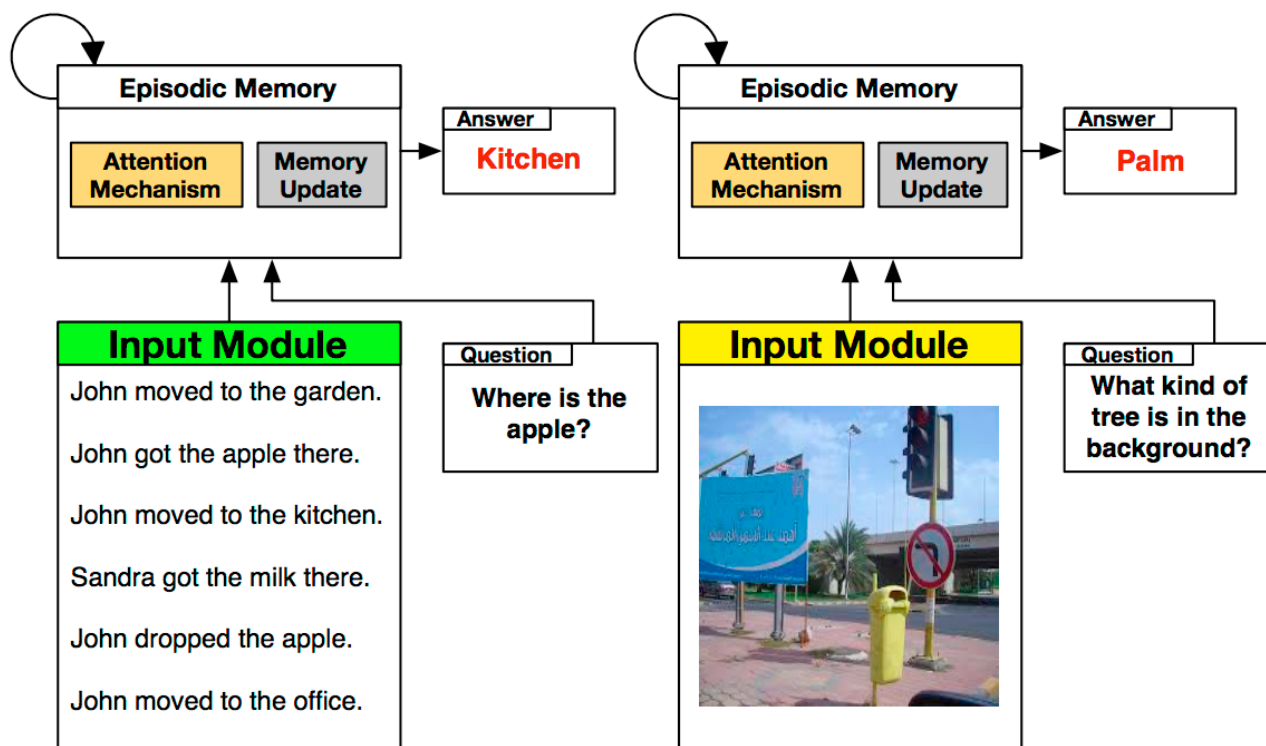 Episodic Memory
Attention
Mechanism
Memory
Update
Answer
Kitchen
Input Module
John moved to the garden.
John got the apple there.
John moved to the kitchen.
Sandra got the milk there.
John dropped the apple.
John moved to the office.
Question
Where is the
apple?
Episodic Memory
Attention
Mechanism
Memory
Update
Answer
Palm
Input Module
Question
What kind of
tree is in the
background?